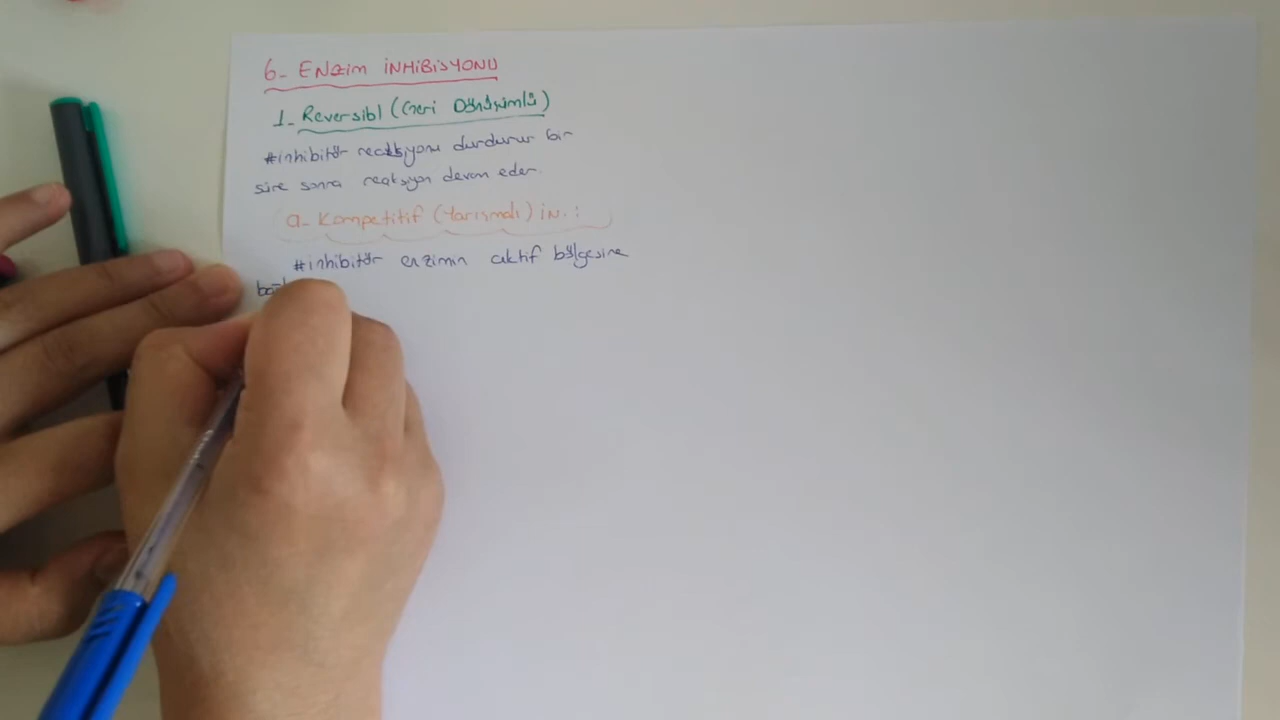 6- ENZİM İNHİBİSYONU
1- Reversibl (Geri Dönüşümlü)
#inhibitör reaksiyonu durdurur bir
süre sonra reaksiyon devam eder.
a- Kompetitif (Yarışmalı) in. :
#inhibitör enzimin aktif bölgesine